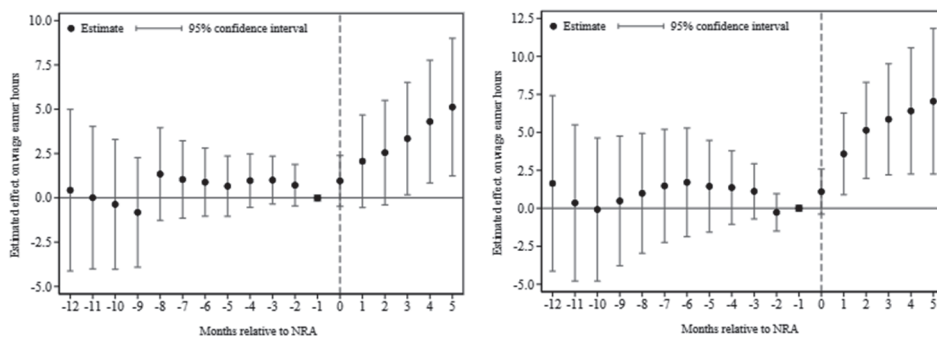 10.0
Estimate
95% confidence interval
7.5
5.0
2.5
0.0
-2.5
-5.0
Estimated effect on wage earner hours
-12 -11 -10 -9 -8 -7 -6 -5 -4 -3 -2 -1 0 1 2 3 4 5
Months relative to NRA
12.5
Estimate
95% confidence interval
10.0
7.5
5.0
2.5
0.0
-2.5
-5.0
Estimated effect on wage earner hours
-12 -11 -10 -9 -8 -7 -6 -5 -4 -3 -2 -1 0 1 2 3 4 5
Months relative to NRA